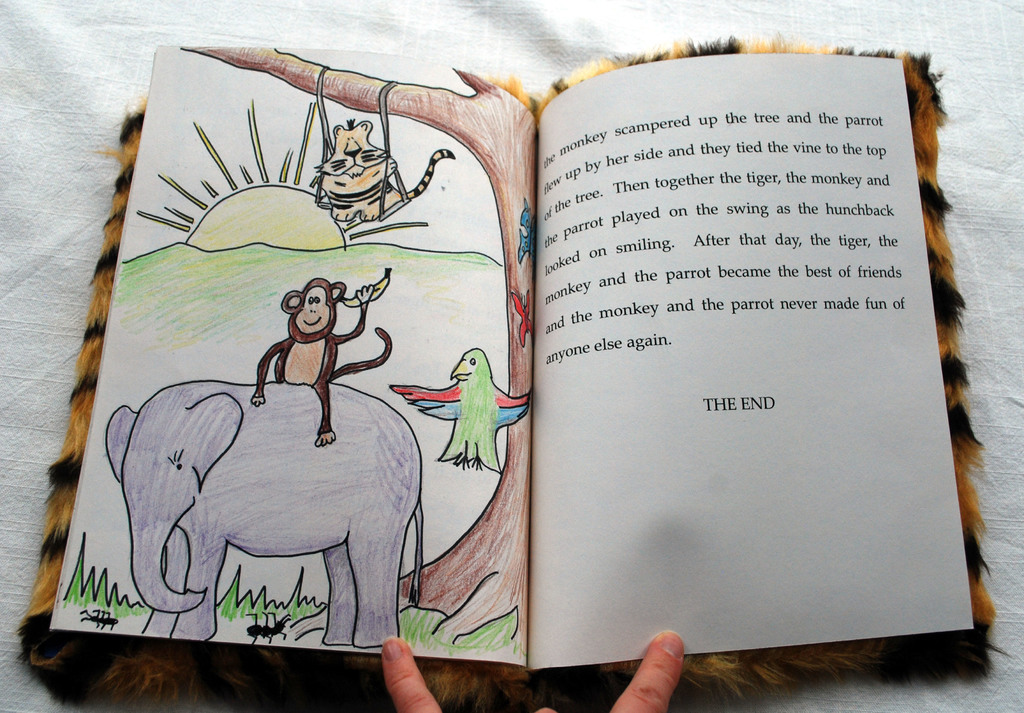 the monkey scampered up the tree and the parrot
flew up by her side and they tied the vine to the top
of the tree. Then together the tiger, the monkey and
the parrot played on the swing as the hunchback
looked on smiling. After that day, the tiger, the
monkey and the parrot became the best of friends
and the monkey and the parrot never made fun of
anyone else again.
THE END